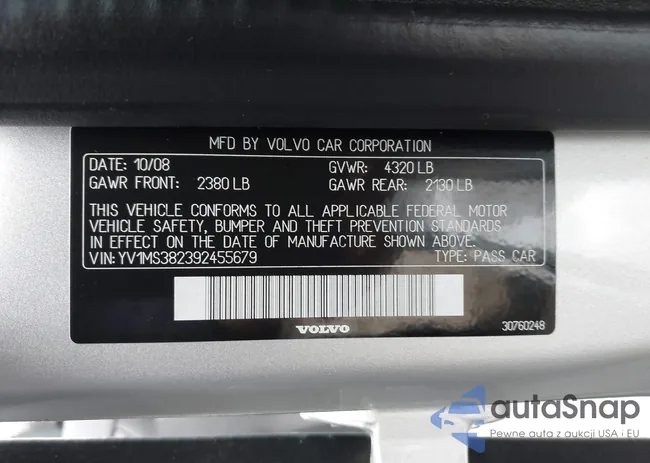 MFD BY VOLVO CAR CORPORATION
DATE: 10/08 GVWR: 4320 LB
GAWR FRONT: 2380 LB GAWR REAR: 2130 LB
THIS VEHICLE CONFORMS TO ALL APPLICABLE FEDERAL MOTOR
VEHICLE SAFETY, BUMPER AND THEFT PREVENTION STANDARDS
IN EFFECT ON THE DATE OF MANUFACTURE SHOWN ABOVE.
VIN: YV1MS382392455679 TYPE: PASS CAR
VOLVO 30760248
autoSnap
Pewne auta z aukcji USA i EU